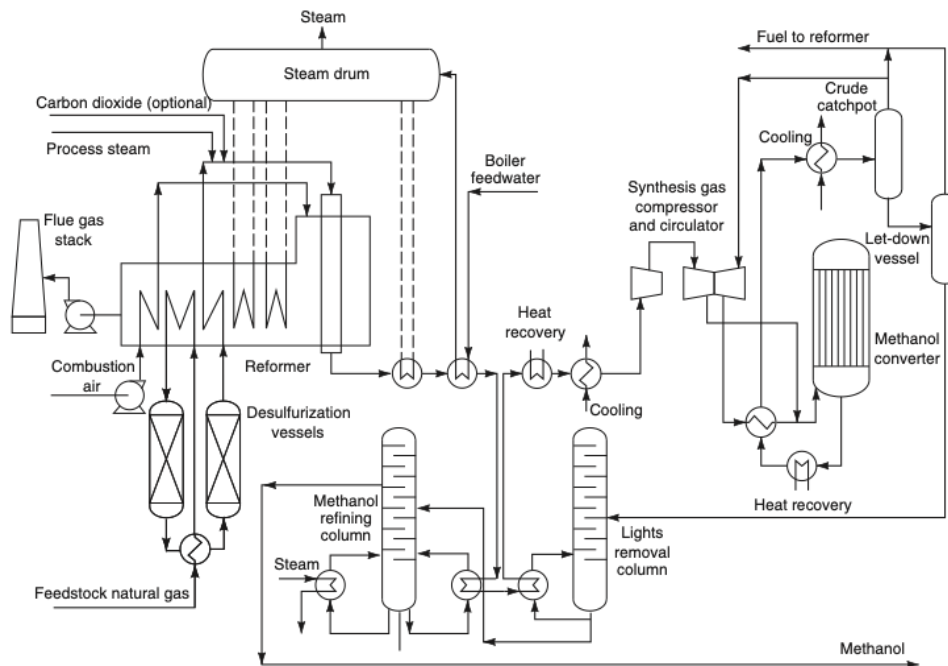 Steam
Steam drum
Fuel to reformer
Crude
catchpot
Carbon dioxide (optional)
Process steam
Cooling
Boiler
feedwater
Synthesis gas
compressor
and circulator
Flue gas
stack
Let-down
vessel
Heat
recovery
Methanol
converter
Reformer
Combustion
air
Cooling
Desulfurization
vessels
Heat recovery
Methanol
refining
column
Lights
removal
column
Steam
Feedstock natural gas
Methanol